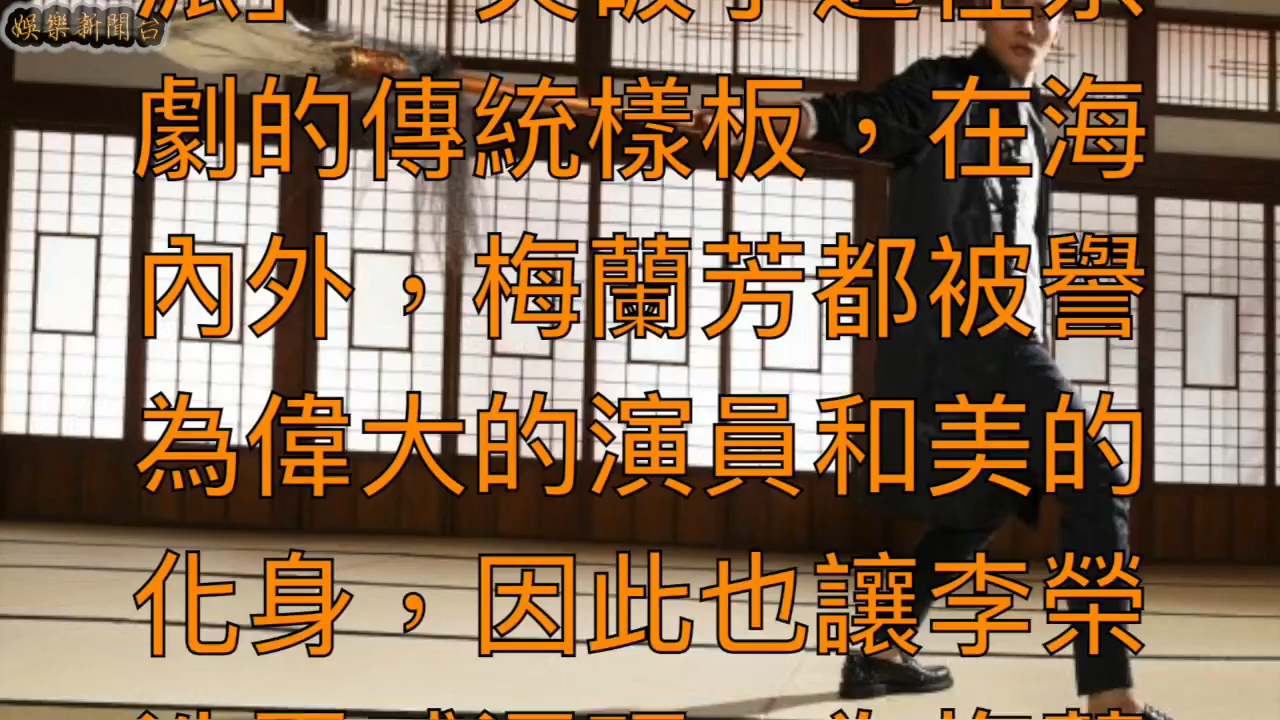 娛樂新聞台
劇的傳統樣板，在海
內外，梅蘭芳都被譽
為偉大的演員和美的
化身，因此也讓李榮